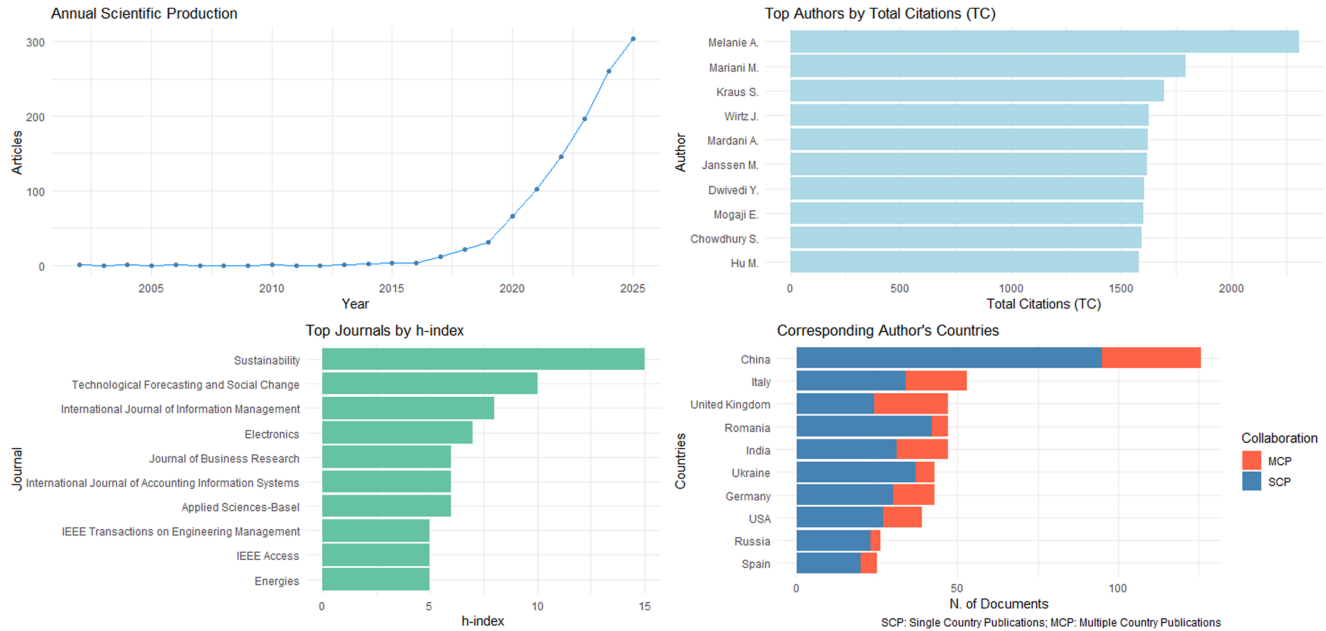 Annual Scientific Production
Articles
300
200
100
0
2005
2010
2015
2020
2025
Year
Top Authors by Total Citations (TC)
Author
Melanie A.
Mariani M.
Kraus S.
Wirtz J.
Mardani A.
Janssen M.
Dwivedi Y.
Mogaji E.
Chowdhury S.
Hu M.
0
500
1000
1500
2000
Total Citations (TC)
Top Journals by h-index
Journal
Sustainability
Technological Forecasting and Social Change
International Journal of Information Management
Electronics
Journal of Business Research
International Journal of Accounting Information Systems
Applied Sciences-Basel
IEEE Transactions on Engineering Management
IEEE Access
Energies
0
5
10
15
h-index
Corresponding Author's Countries
Countries
China
Italy
United Kingdom
Romania
India
Ukraine
Germany
USA
Russia
Spain
0
50
100
N. of Documents
SCP: Single Country Publications; MCP: Multiple Country Publications
Collaboration
MCP
SCP